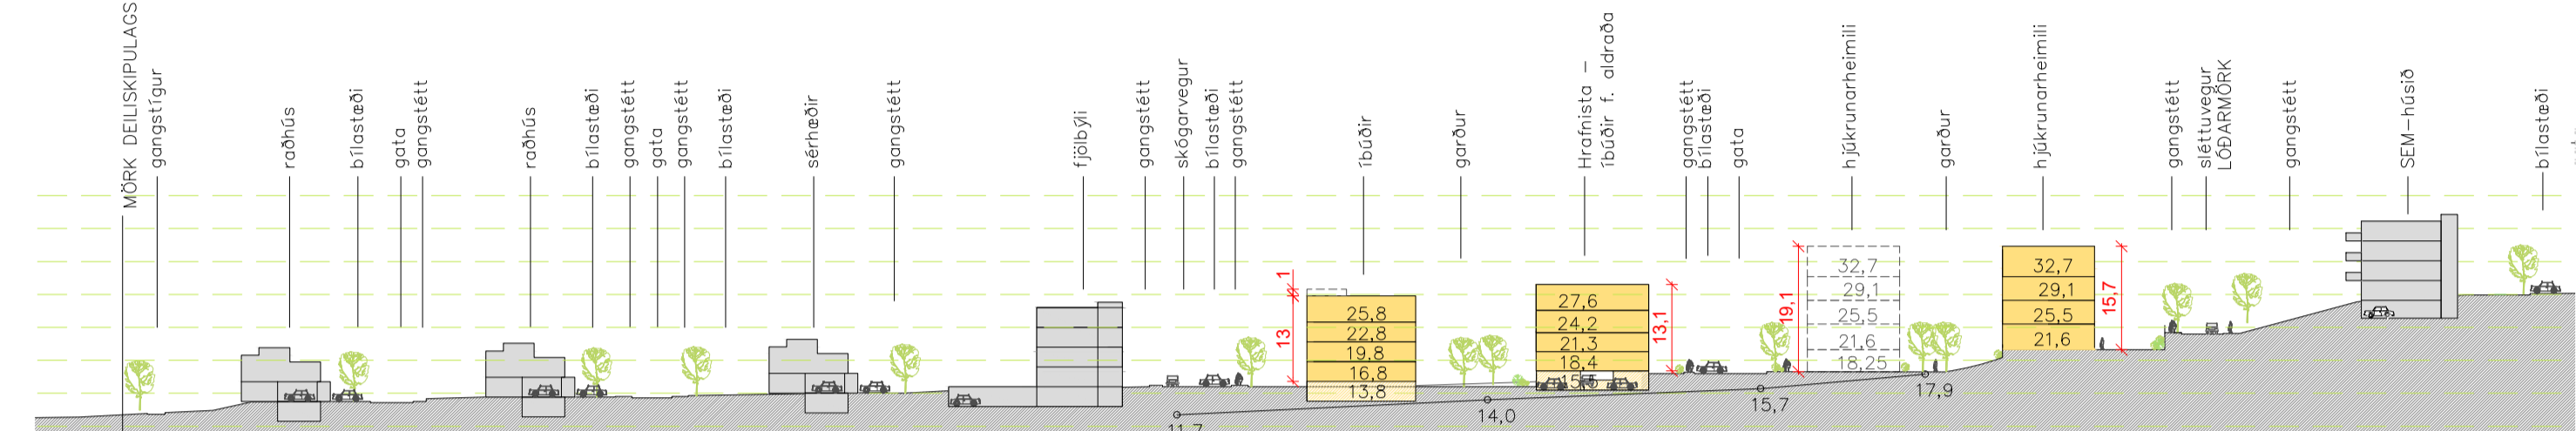 MÖRK DEILISKIPULAGS
gangstígur
raðhús
bílastæði
gata
gangstétt
raðhús
bílastæði
gangstétt
gata
gangstétt
bílastæði
sérhæðir
gangstétt
fjölbýli
gangstétt
skógarvegur
bílastæði
gangstétt
íbúðir
garður
Hrafnista –
íbúðir f. aldraða
gangstétt
bílastæði
gata
hjúkrunarheimili
garður
hjúkrunarheimili
gangstétt
sléttuvegur
LÓÐARMÖRK
gangstétt
SEM–húsið
bílastæði
1
13
25,8
22,8
19,8
16,8
13,8
27,6
24,2
21,3
18,4
15,5
13,1
19,1
32,7
29,1
25,5
21,6
18,25
32,7
29,1
25,5
21,6
15,7
11,7
14,0
15,7
17,9